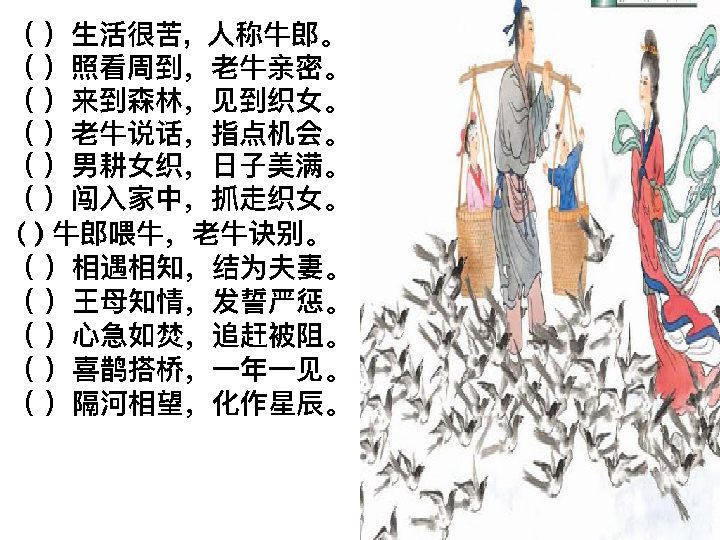 （ ）生活很苦，人称牛郎。
（ ）照看周到，老牛亲密。
（ ）来到森林，见到织女。
（ ）老牛说话，指点机会。
（ ）男耕女织，日子美满。
（ ）闯入家中，抓走织女。
( ) 牛郎喂牛，老牛诀别。
（ ）相遇相知，结为夫妻。
（ ）王母知情，发誓严惩。
（ ）心急如焚，追赶被阻。
（ ）喜鹊搭桥，一年一见。
（ ）隔河相望，化作星辰。